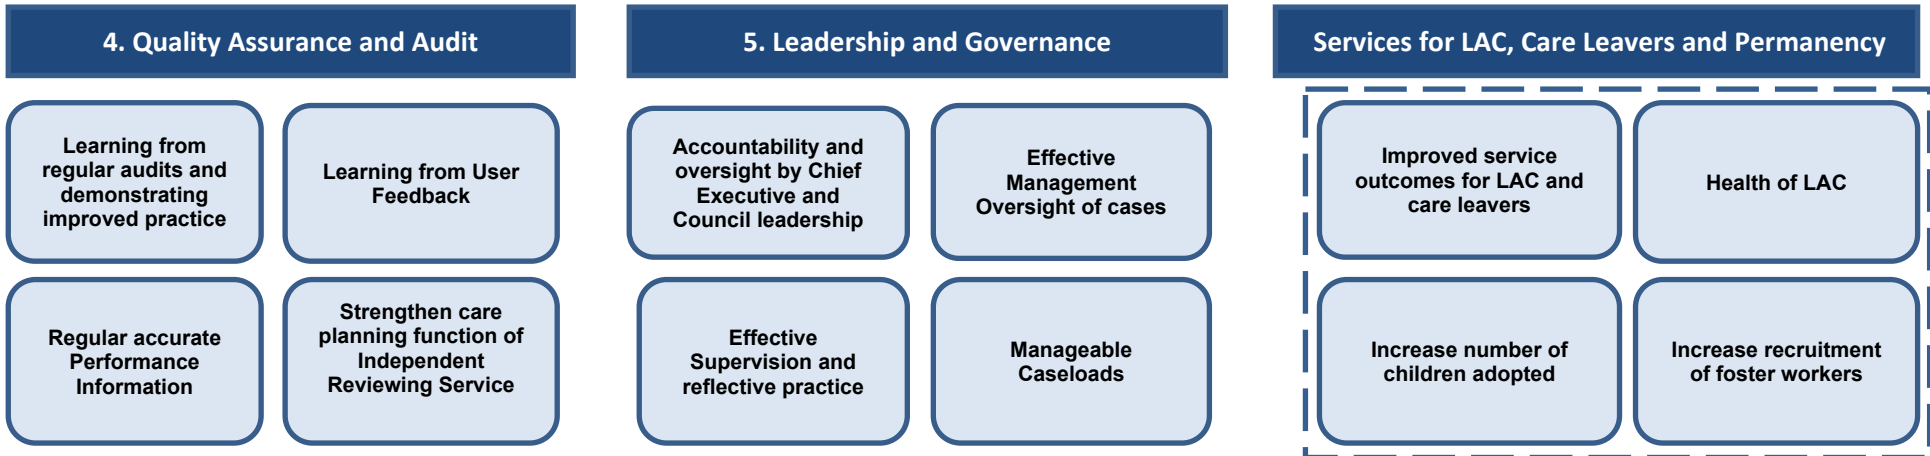 4. Quality Assurance and Audit
Learning from
regular audits and
demonstrating
improved practice
Learning from User
Feedback
Regular accurate
Performance
Information
Strengthen care
planning function of
Independent
Reviewing Service
5. Leadership and Governance
Accountability and
oversight by Chief
Executive and
Council leadership
Effective
Management
Oversight of cases
Effective
Supervision and
reflective practice
Manageable
Caseloads
Services for LAC, Care Leavers and Permanency
Improved service
outcomes for LAC and
care leavers
Health of LAC
Increase number of
children adopted
Increase recruitment
of foster workers